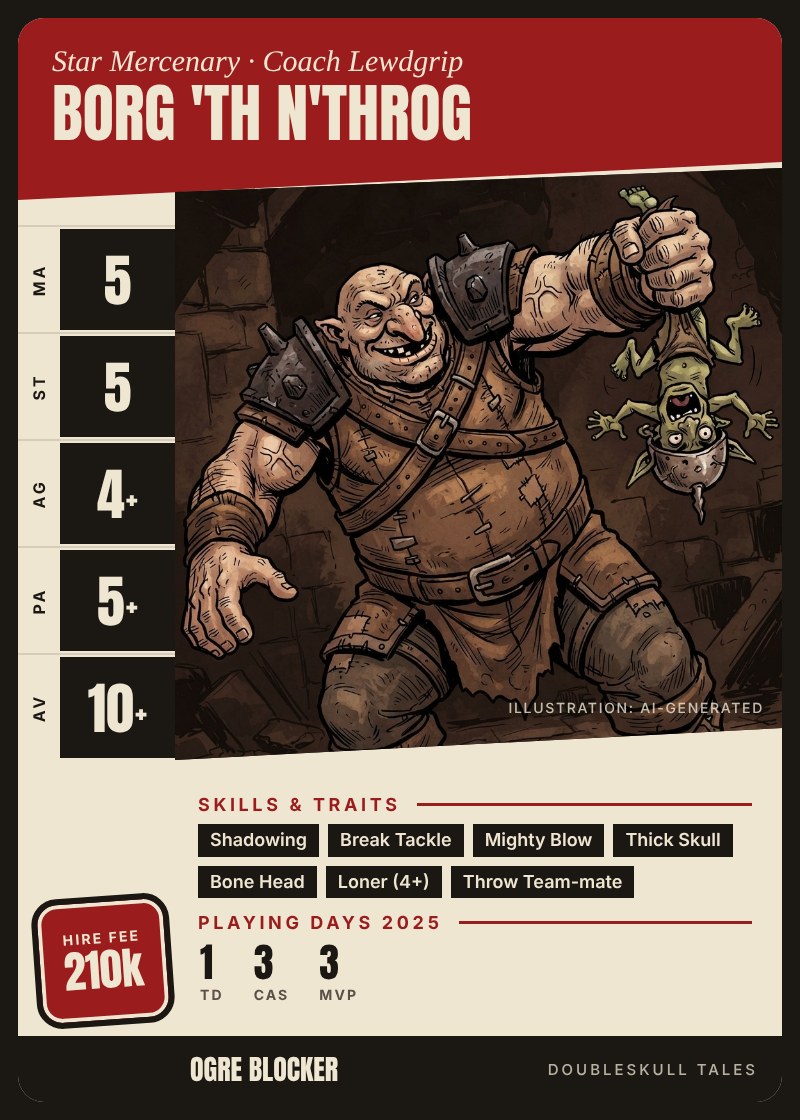 Star Mercenary · Coach Lewdgrip
BORG 'TH N'THROG
MA 5
ST 5
AG 4+
PA 5+
AV 10+
ILLUSTRATION: AI-GENERATED
SKILLS & TRAITS
Shadowing Break Tackle Mighty Blow Thick Skull
Bone Head Loner (4+) Throw Team-mate
PLAYING DAYS 2025
1 3 3
TD CAS MVP
HIRE FEE
210k
OGRE BLOCKER DOUBLESKULL TALES